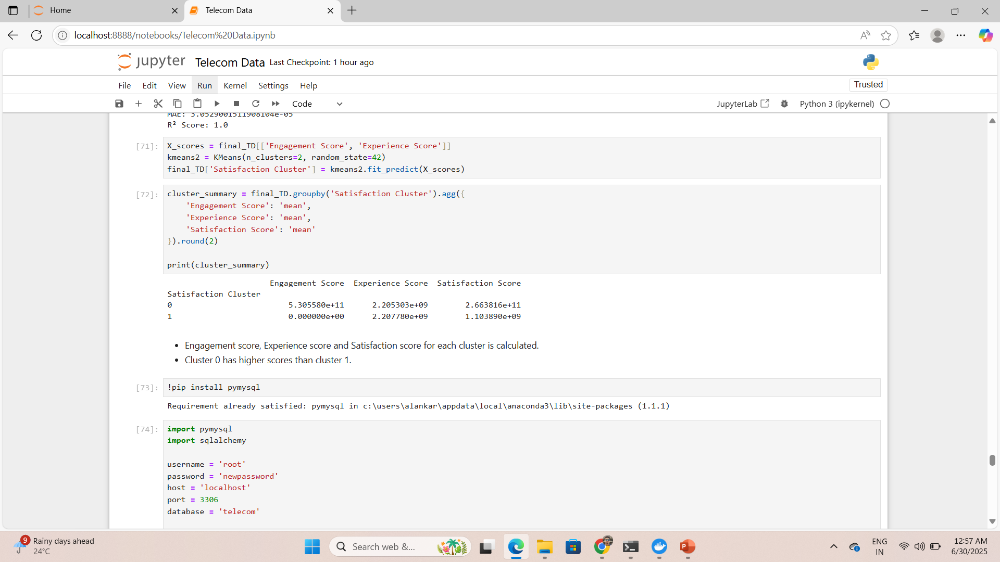 Home
Telecom Data
localhost:8888/notebooks/Telecom%20Data.ipynb
jupyter Telecom Data Last Checkpoint: 1 hour ago
File Edit View Run Kernel Settings Help
Trusted
Code
JupyterLab
Python 3 (ipykernel)
MAE: 3.0529001511908104e-05
R² Score: 1.0
[71]:
X_scores = final_TD[['Engagement Score', 'Experience Score']]
kmeans2 = KMeans(n_clusters=2, random_state=42)
final_TD['Satisfaction Cluster'] = kmeans2.fit_predict(X_scores)
[72]:
cluster_summary = final_TD.groupby('Satisfaction Cluster').agg({
    'Engagement Score': 'mean',
    'Experience Score': 'mean',
    'Satisfaction Score': 'mean'
}).round(2)
print(cluster_summary)
Engagement Score  Experience Score  Satisfaction Score
Satisfaction Cluster
0 5.305580e+11 2.205303e+09 2.663816e+11
1 0.000000e+00 2.207780e+09 1.103890e+09
• Engagement score, Experience score and Satisfaction score for each cluster is calculated.
• Cluster 0 has higher scores than cluster 1.
[73]:
!pip install pymysql
Requirement already satisfied: pymysql in c:\users\alankar\appdata\local\anaconda3\lib\site-packages (1.1.1)
[74]:
import pymysql
import sqlalchemy
username = 'root'
password = 'newpassword'
host = 'localhost'
port = 3306
database = 'telecom'
9
Rainy days ahead
24°C
Search web &...
ENG
IN
12:57 AM
6/30/2025